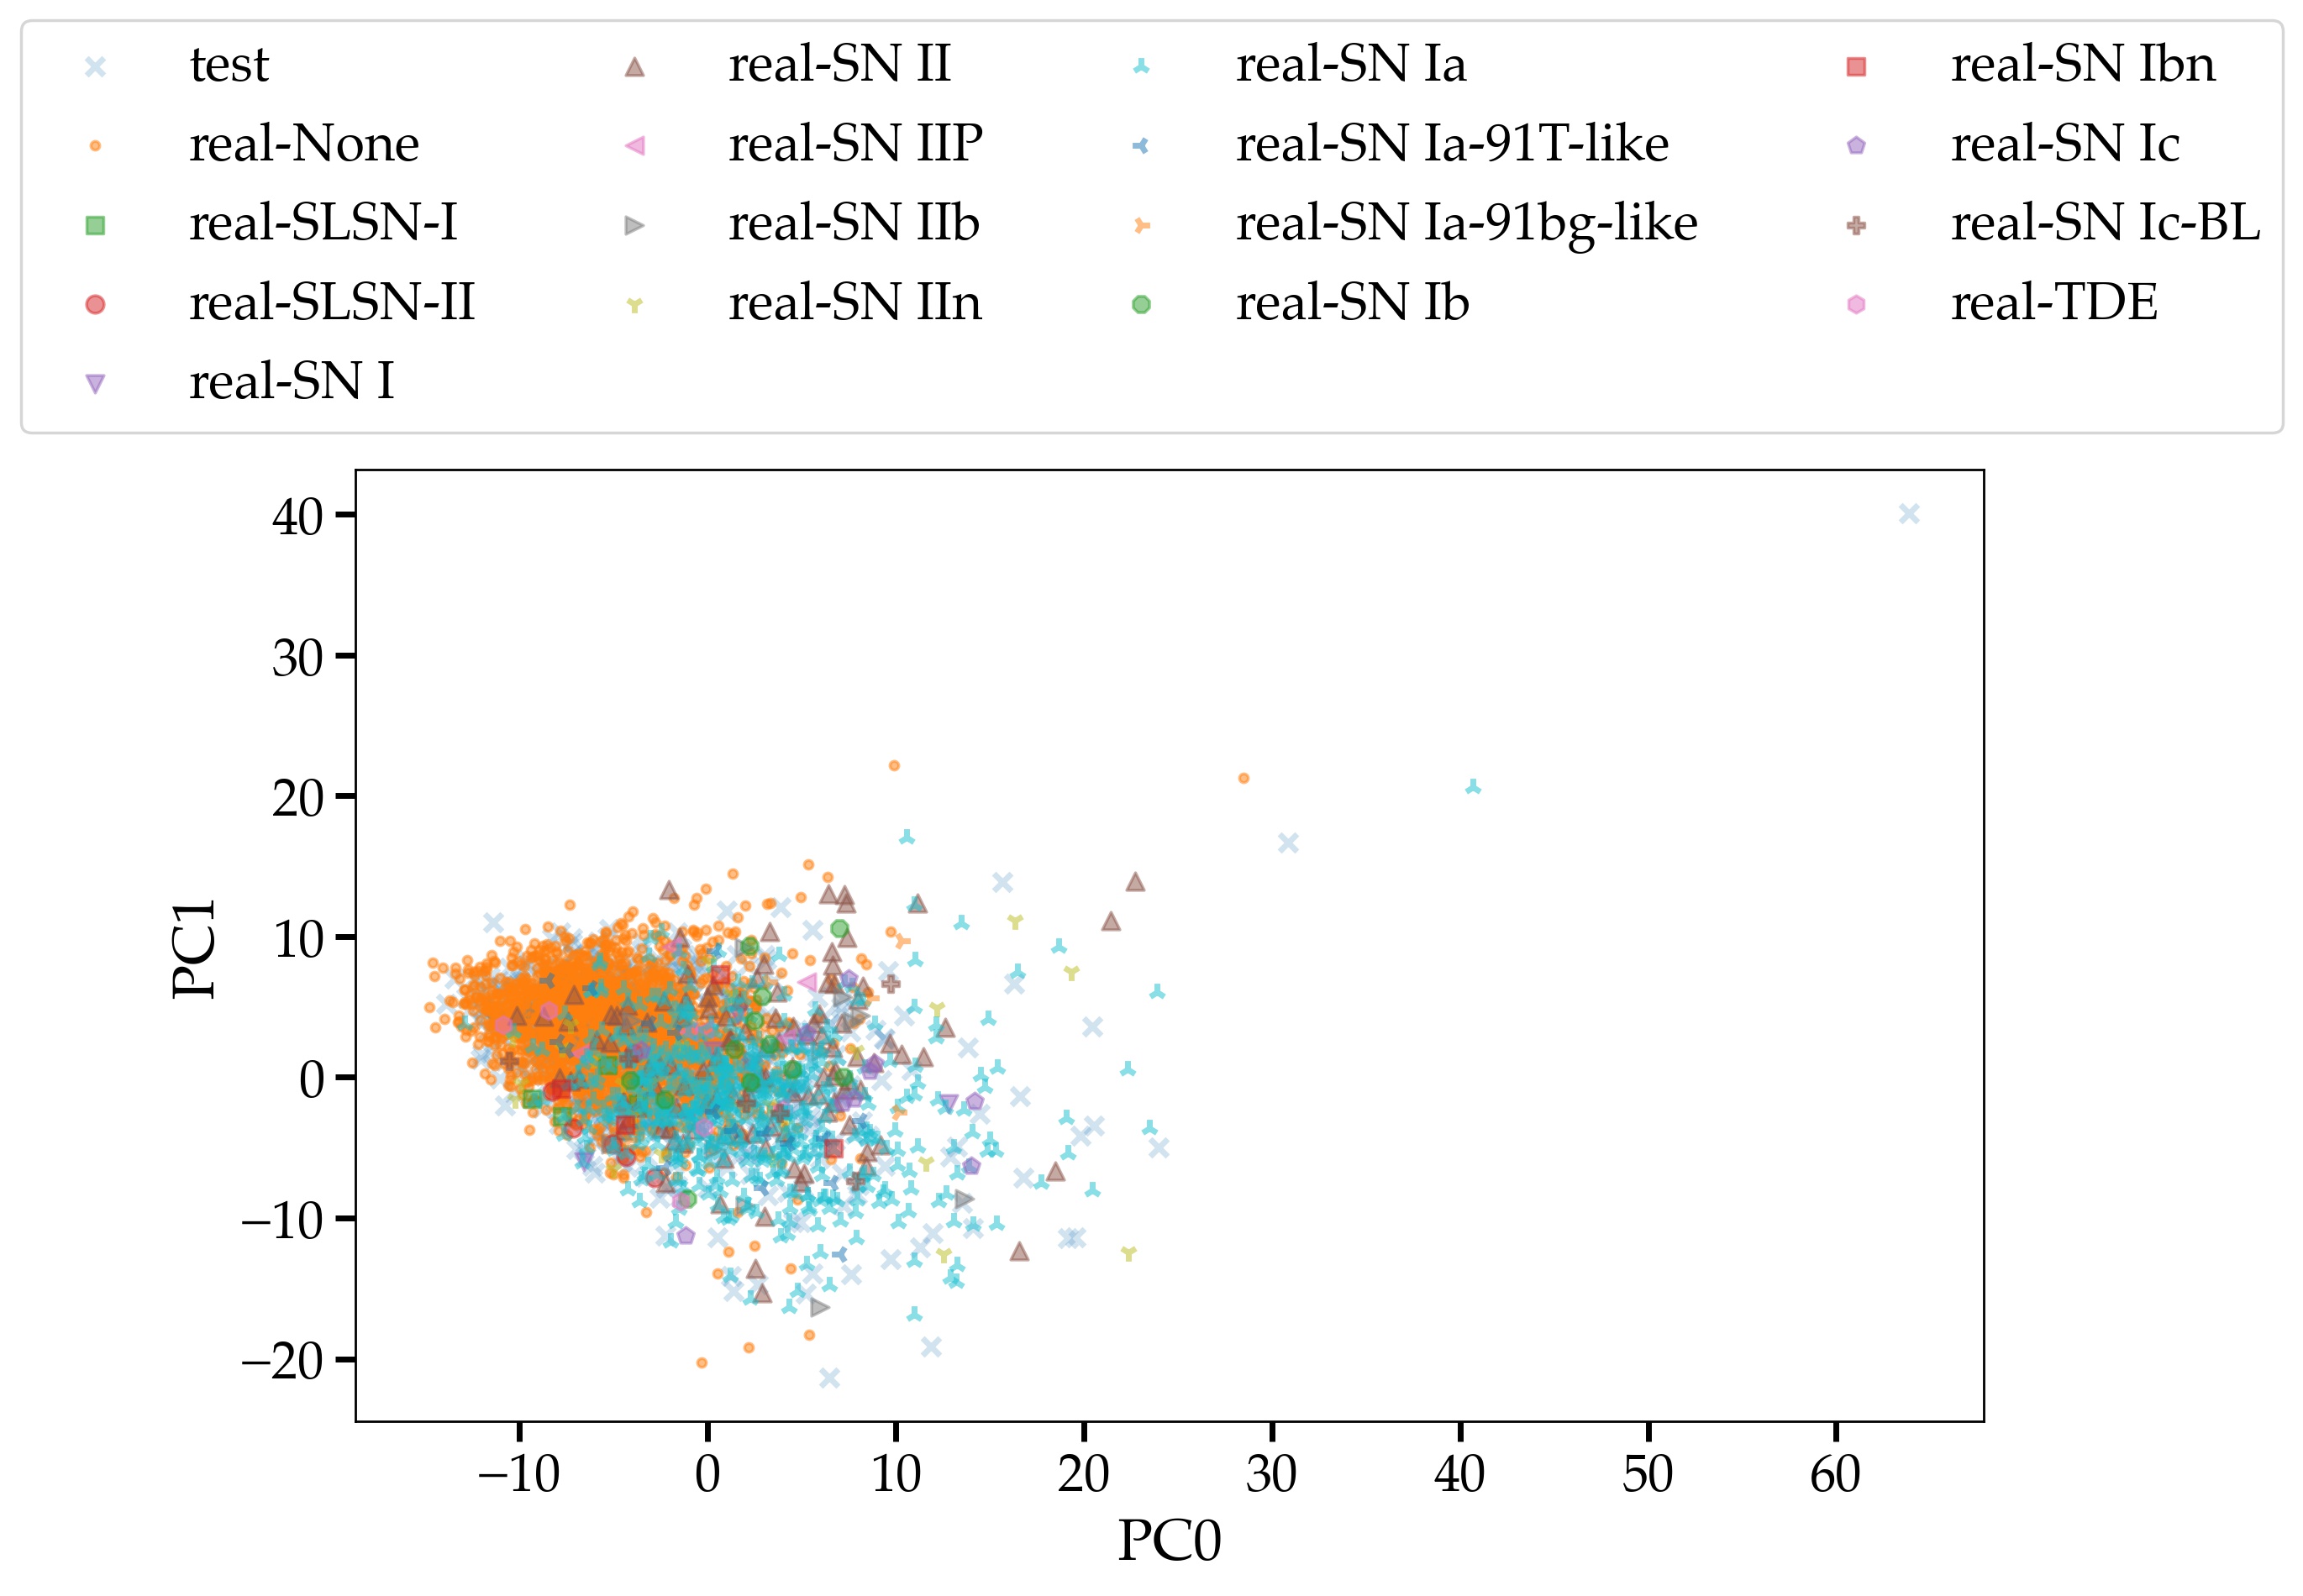 test
real-None
real-SLSN-I
real-SLSN-II
real-SN I
real-SN II
real-SN IIP
real-SN IIb
real-SN IIn
real-SN Ia
real-SN Ia-91T-like
real-SN Ia-91bg-like
real-SN Ib
real-SN Ibn
real-SN Ic
real-SN Ic-BL
real-TDE
PC1
40
30
20
10
0
−10
−20
−10
0
10
20
30
40
50
60
PC0